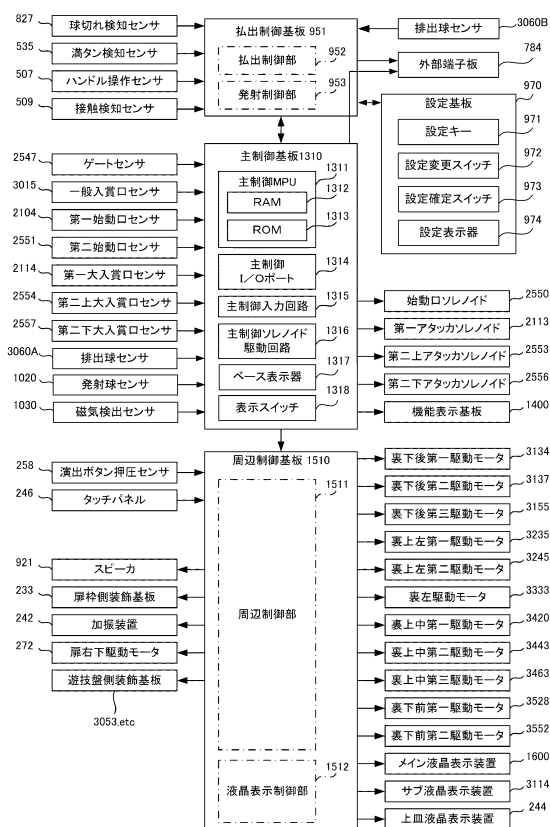 827
球切れ検知センサ
535
満タン検知センサ
507
ハンドル操作センサ
509
接触検知センサ
払出制御基板 951
払出制御部
952
発射制御部
953
排出球センサ
3060B
外部端子板
784
設定基板
970
設定キー
971
設定変更スイッチ
972
設定確定スイッチ
973
設定表示器
974
2547
ゲートセンサ
3015
一般入賞口センサ
2104
第一始動口センサ
2551
第二始動口センサ
2114
第一大入賞口センサ
2554
第二上大入賞口センサ
2557
第二下大入賞口センサ
3060A
排出球センサ
1020
発射球センサ
1030
磁気検出センサ
主制御基板1310
主制御MPU
1311
RAM
1312
ROM
1313
主制御
I/Oポート
1314
主制御入力回路
1315
主制御ソレノイド
駆動回路
1316
ベース表示器
1317
表示スイッチ
1318
始動口ソレノイド
2550
第一アタッカソレノイド
2113
第二上アタッカソレノイド
2553
第二下アタッカソレノイド
2556
機能表示基板
1400
258
演出ボタン押圧センサ
246
タッチパネル
921
スピーカ
233
扉枠側装飾基板
242
加振装置
272
扉右下駆動モータ
遊技盤側装飾基板
3053,etc
周辺制御基板 1510
周辺制御部
1511
液晶表示制御部
1512
裏下後第一駆動モータ
3134
裏下後第二駆動モータ
3137
裏下後第三駆動モータ
3155
裏上左第一駆動モータ
3235
裏上左第二駆動モータ
3245
裏左駆動モータ
3333
裏上中第一駆動モータ
3420
裏上中第二駆動モータ
3443
裏上中第三駆動モータ
3463
裏下前第一駆動モータ
3528
裏下前第二駆動モータ
3552
メイン液晶表示装置
1600
サブ液晶表示装置
3114
上皿液晶表示装置
244